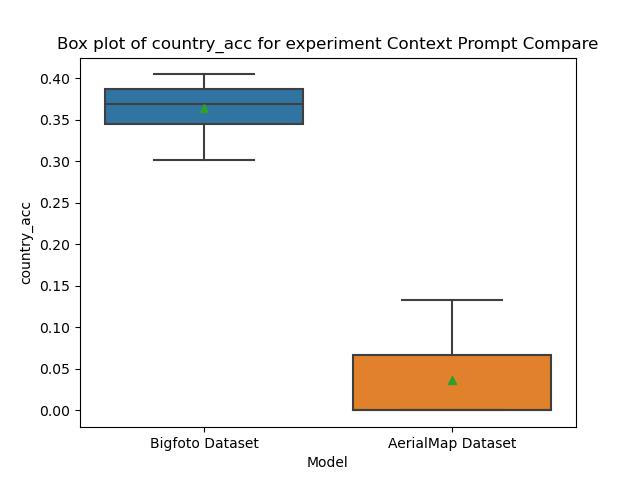 Box plot of country_acc for experiment Context Prompt Compare
0.40
0.35
0.30
0.25
0.20
0.15
0.10
0.05
0.00
country_acc
Bigfoto Dataset
AerialMap Dataset
Model